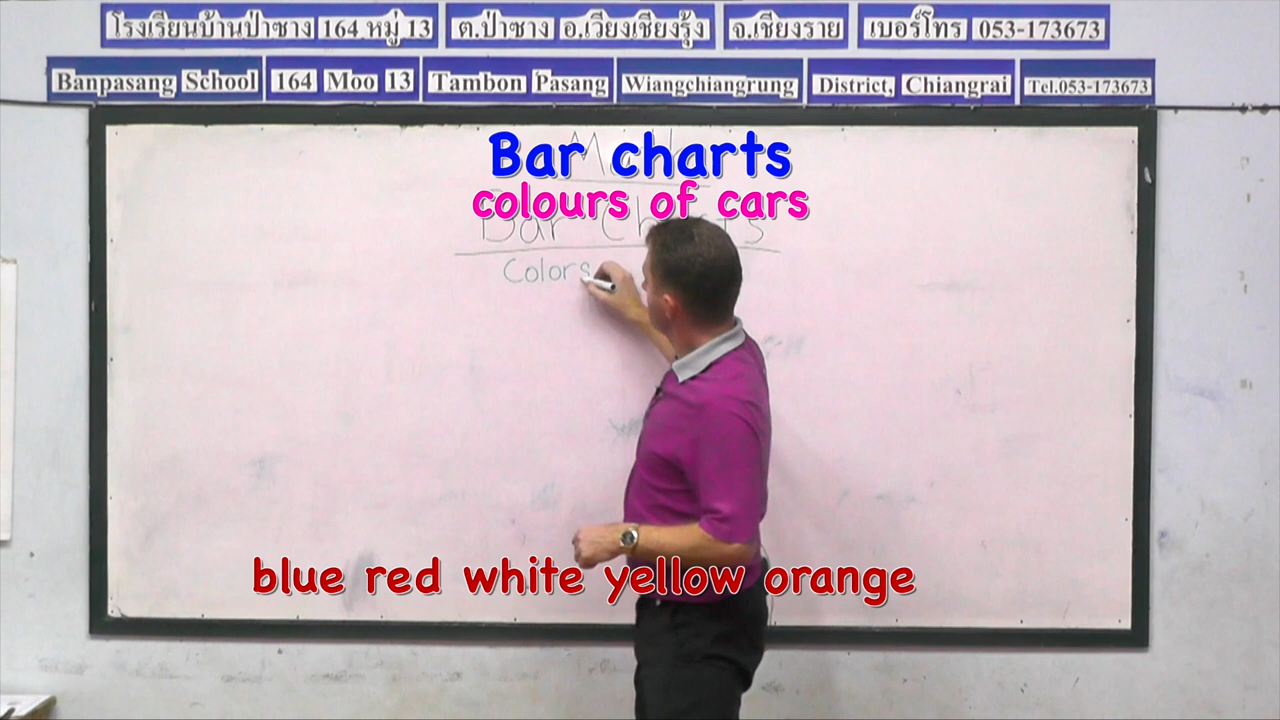 โรงเรียนบ้านป่าซาง 164 หมู่ 13 ต.ป่าซาง อ.เวียงเชียงรุ้ง จ.เชียงราย เบอร์โทร 053-173673
Banpasang School 164 Moo 13 Tambon Pasang Wiangchiangrung District, Chiangrai Tel.053-173673
Bar charts
colours of cars
Bar Charts
Colors
blue red white yellow orange